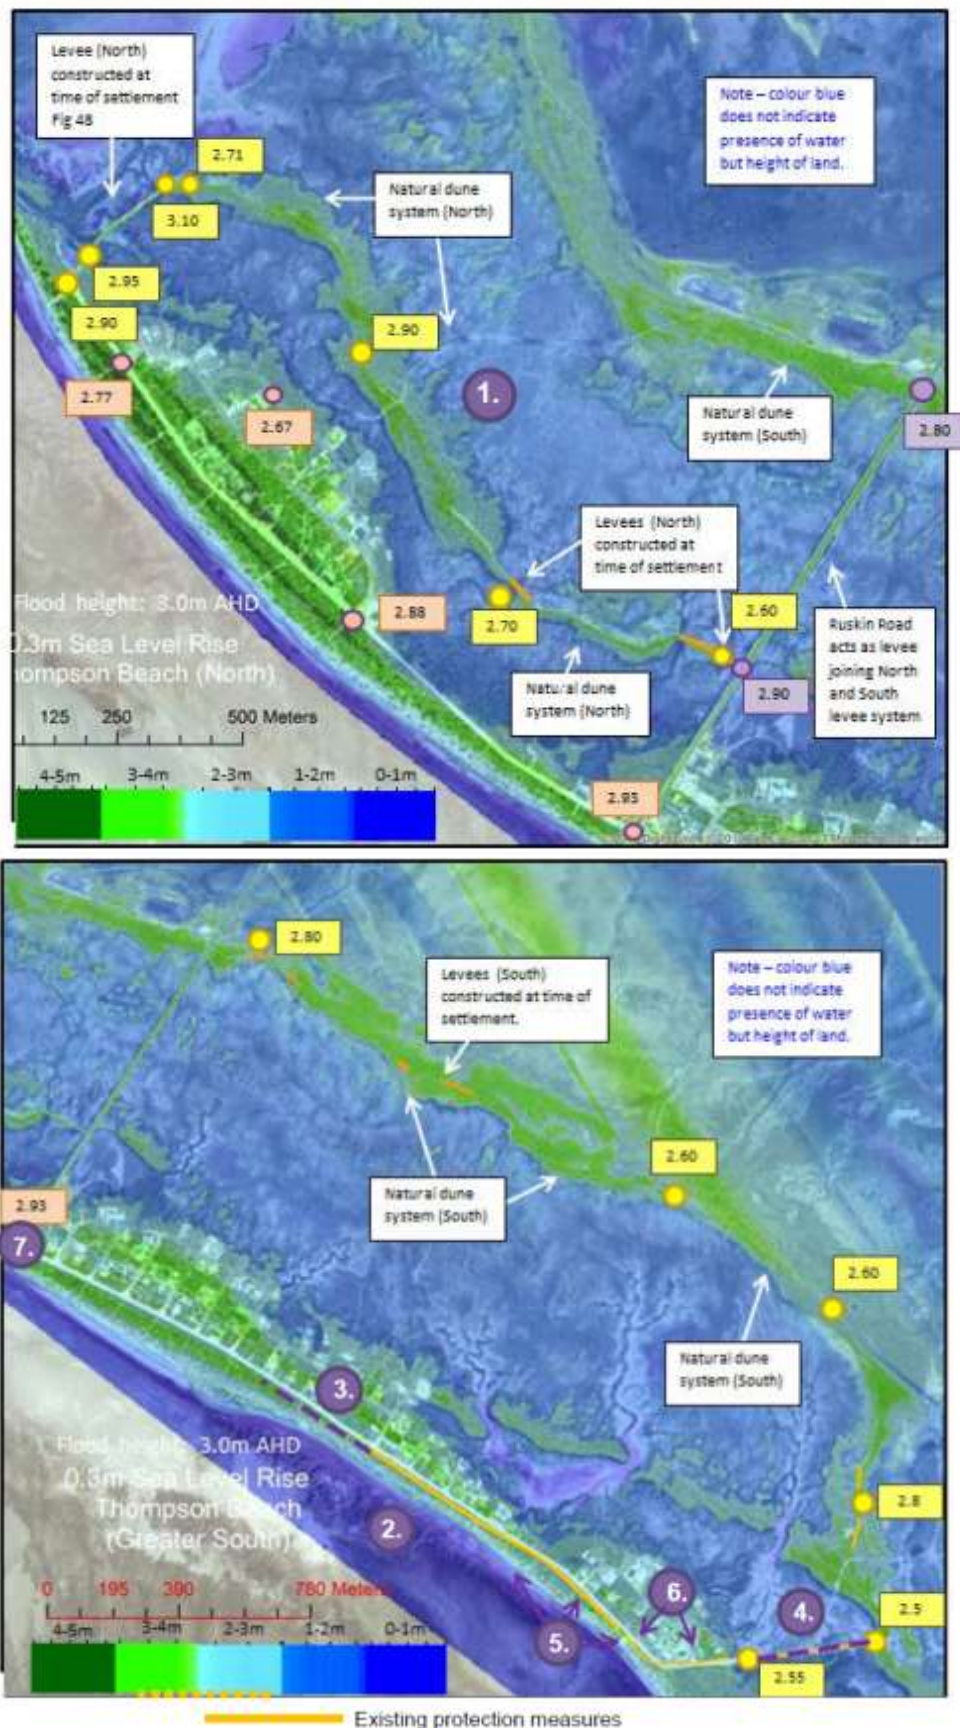 Levee (North)
constructed at
time of settlement
Fig 48
Note – colour blue
does not indicate
presence of water
but height of land.
2.71
Natural dune
system (North)
3.10
2.95
2.90
2.90
2.77
1.
2.67
Natural dune
system (South)
2.80
Levees (North)
constructed at
time of settlement
Flood height: 3.0m AHD
0.3m Sea Level Rise
ompson Beach (North)
2.88
2.70
2.60
Ruskin Road
acts as levee
joining North
and South
levee system
Natural dune
system (North)
2.90
125 250 500 Meters
4-5m 3-4m 2-3m 1-2m 0-1m
2.93
2.80
Levees (South)
constructed at time of
settlement.
Note – colour blue
does not indicate
presence of water
but height of land.
2.60
Natural dune
system (South)
2.93
7.
2.60
Natural dune
system (South)
3.
Flood height: 3.0m AHD
0.3m Sea Level Rise
Thompson Beach
(Greater South)
2.
2.8
0 195 390 780 Meters
4-5m 3-4m 2-3m 1-2m 0-1m
6.
4.
2.5
5.
2.55
Existing protection measures